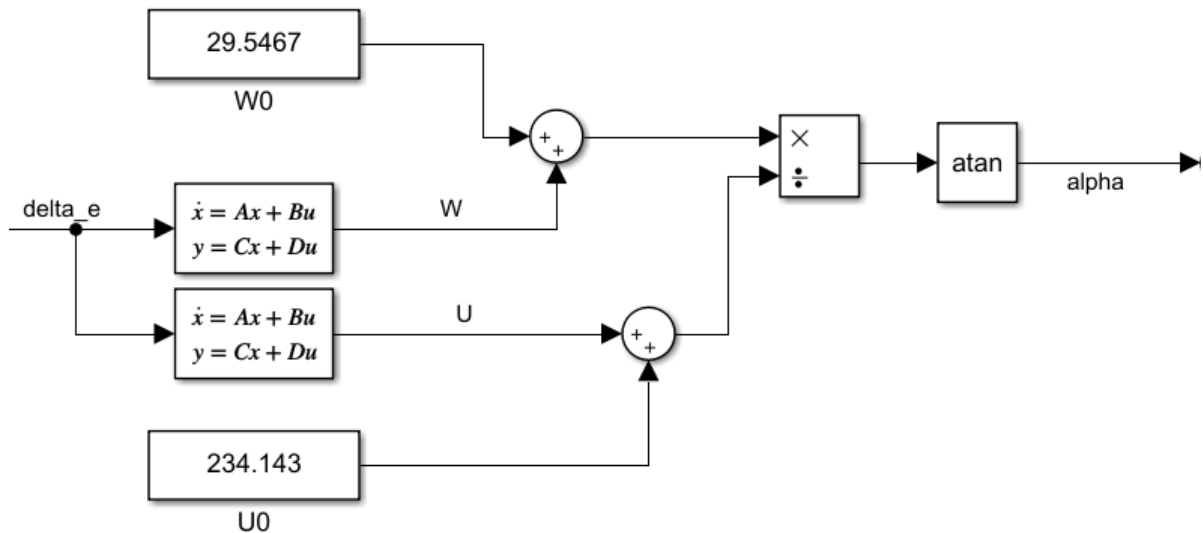 29.5467
W0
+
+
×
÷
atan
alpha
delta_e
ẋ = Ax + Bu
y = Cx + Du
W
ẋ = Ax + Bu
y = Cx + Du
U
+
+
234.143
U0